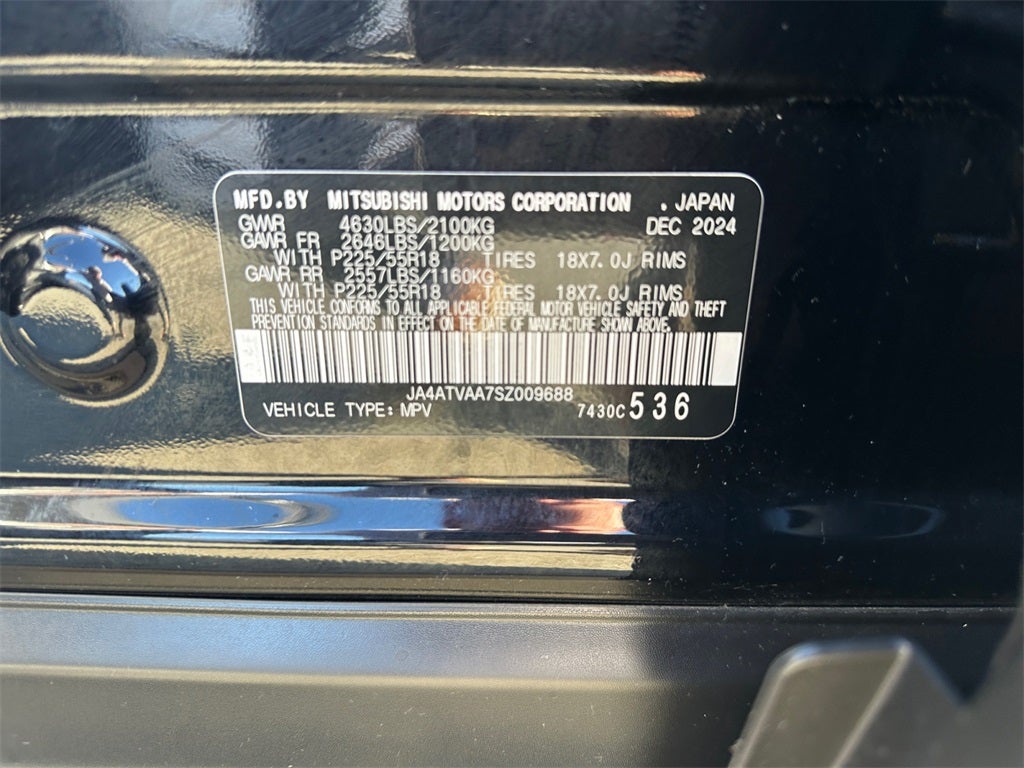 MFD.BY MITSUBISHI MOTORS CORPORATION , JAPAN
GVWR 4630LBS/2100KG DEC 2024
GAWR FR 2646LBS/1200KG
WITH P225/55R18 TIRES 18X7.0J RIMS
GAWR RR 2557LBS/1160KG
WITH P225/55R18 TIRES 18X7.0J RIMS
THIS VEHICLE CONFORMS TO ALL APPLICABLE FEDERAL MOTOR VEHICLE SAFETY AND THEFT
PREVENTION STANDARDS IN EFFECT ON THE DATE OF MANUFACTURE SHOWN ABOVE.
JA4ATVAA7SZ009688
VEHICLE TYPE:MPV 7430C 536